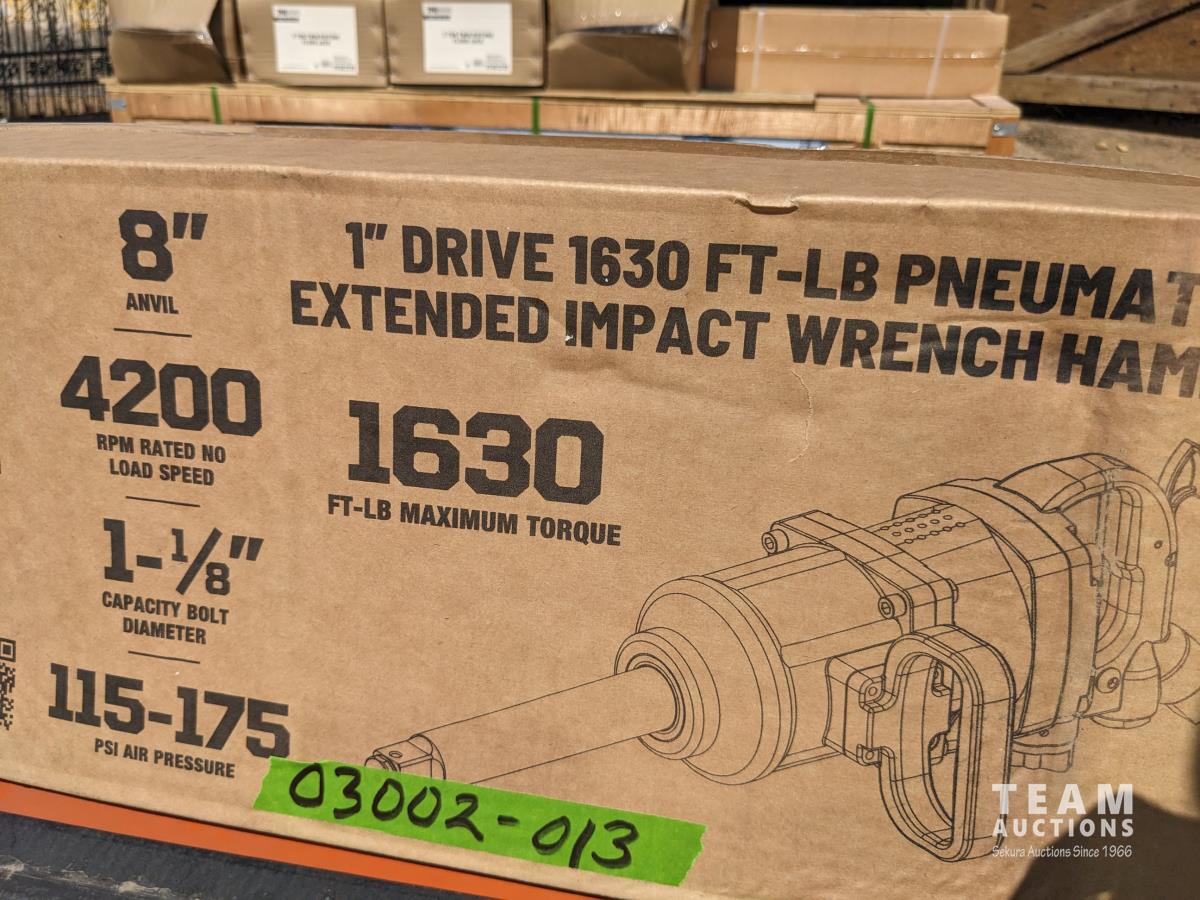 8"
ANVIL
4200
RPM RATED NO
LOAD SPEED
1-1/8"
CAPACITY BOLT
DIAMETER
115-175
PSI AIR PRESSURE
1" DRIVE 1630 FT-LB PNEUMAT
EXTENDED IMPACT WRENCH HAM
1630
FT-LB MAXIMUM TORQUE
03002-013
TEAM
AUCTIONS
Sekura Auctions Since 1966